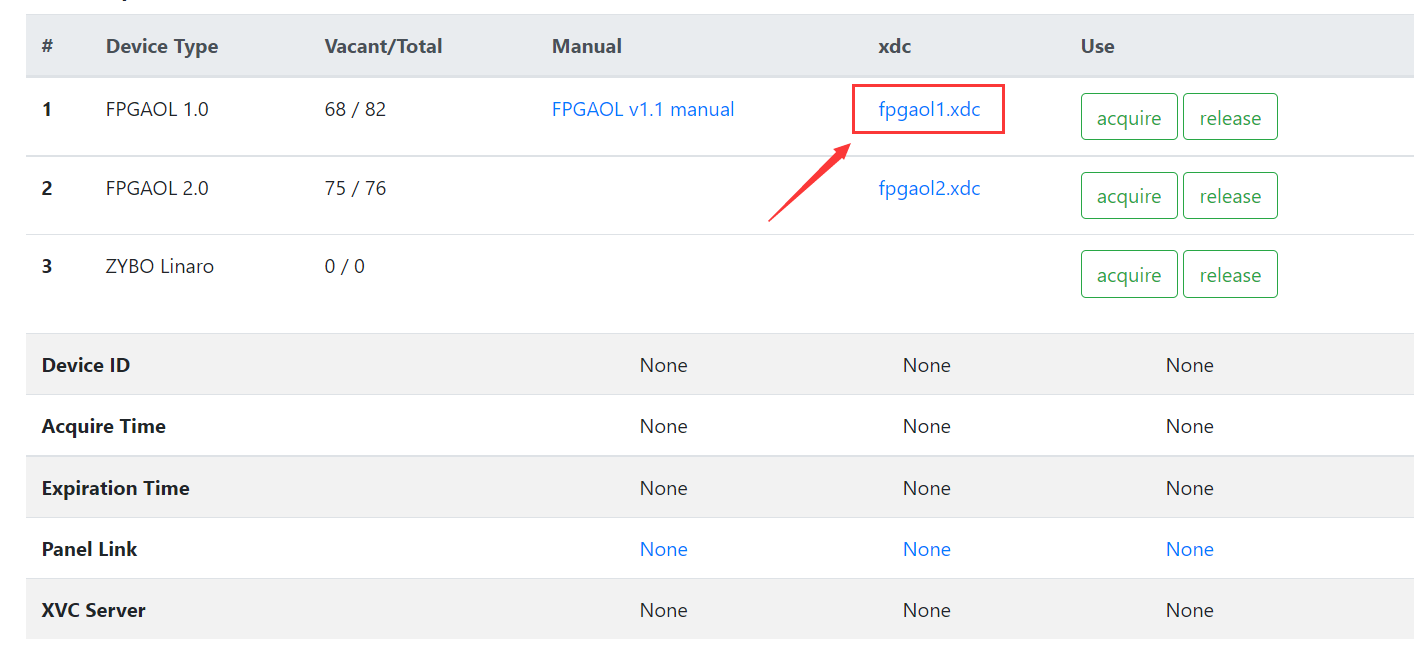 # Device Type Vacant/Total Manual xdc Use
1 FPGAOL 1.0 68 / 82 FPGAOL v1.1 manual fpgaol1.xdc acquire release
2 FPGAOL 2.0 75 / 76 fpgaol2.xdc acquire release
3 ZYBO Linaro 0 / 0 acquire release
Device ID None None None
Acquire Time None None None
Expiration Time None None None
Panel Link None None None
XVC Server None None None